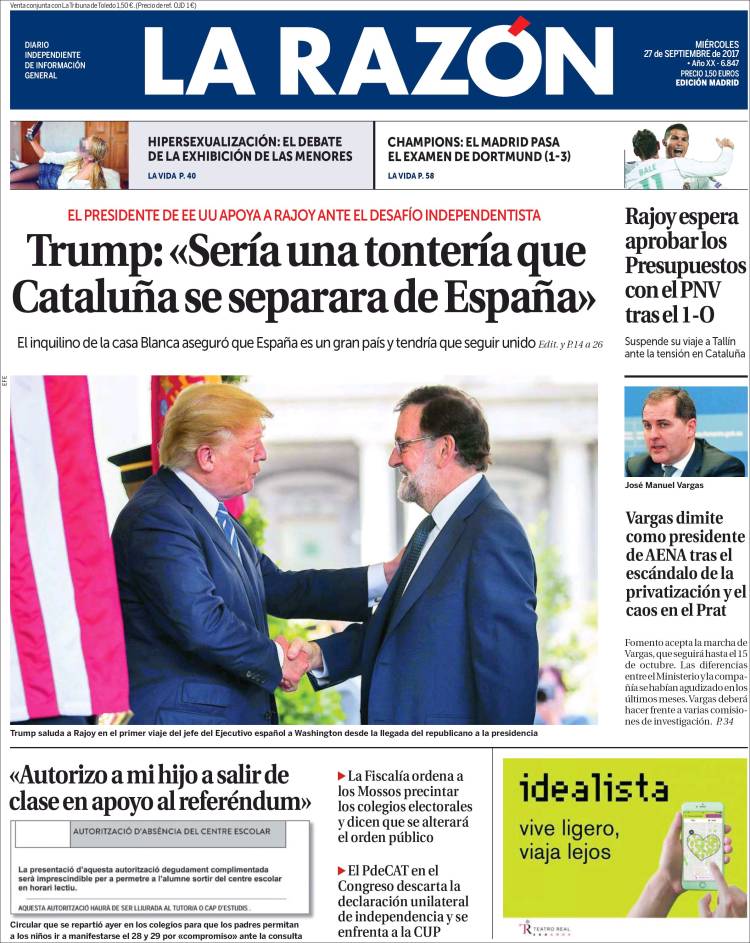 Venta conjunta con La Tribuna de Toledo 1,50 €. (Precio de ref. OJD 1 €)
DIARIO
INDEPENDIENTE
DE INFORMACIÓN
GENERAL
LA RAZÓN
MIÉRCOLES
27 de SEPTIEMBRE de 2017
• Año XX - 6.847
PRECIO 1,50 EUROS
EDICIÓN MADRID
HIPERSEXUALIZACIÓN: EL DEBATE
DE LA EXHIBICIÓN DE LAS MENORES
LA VIDA P. 40
CHAMPIONS: EL MADRID PASA
EL EXAMEN DE DORTMUND (1-3)
LA VIDA P. 58
BALE
11
EL PRESIDENTE DE EE UU APOYA A RAJOY ANTE EL DESAFÍO INDEPENDENTISTA
Trump: «Sería una tontería que
Cataluña se separara de España»
El inquilino de la casa Blanca aseguró que España es un gran país y tendría que seguir unido Edit. y P.14 a 26
EFE
Trump saluda a Rajoy en el primer viaje del jefe del Ejecutivo español a Washington desde la llegada del republicano a la presidencia
Rajoy espera
aprobar los
Presupuestos
con el PNV
tras el 1-O
Suspende su viaje a Tallín
ante la tensión en Cataluña
José Manuel Vargas
Vargas dimite
como presidente
de AENA tras el
escándalo de la
privatización y el
caos en el Prat
Fomento acepta la marcha de
Vargas, que seguirá hasta el 15
de octubre. Las diferencias
entre el Ministerio y la compa-
ñía se habían agudizado en los
últimos meses. Vargas deberá
hacer frente a varias comisio-
nes de investigación. P.34
«Autorizo a mi hijo a salir de
clase en apoyo al referéndum»
AUTORITZACIÓ D'ABSÈNCIA DEL CENTRE ESCOLAR
La presentació d'aquesta autorització degudament complimentada
serà imprescindible per a permetre a l'alumne sortir del centre escolar
en horari lectiu.
AQUESTA AUTORITZACIÓ HAURÀ DE SER LLIURADA AL TUTOR/A O CAP D'ESTUDIS.
Circular que se repartió ayer en los colegios para que los padres permitan
a los niños ir a manifestarse el 28 y 29 por «compromiso» ante la consulta
La Fiscalía ordena a
los Mossos precintar
los colegios electorales
y dicen que se alterará
el orden público
El PdeCAT en el
Congreso descarta la
declaración unilateral
de independencia y se
enfrenta a la CUP
idealista
vive ligero,
viaja lejos
TR TEATRO REAL